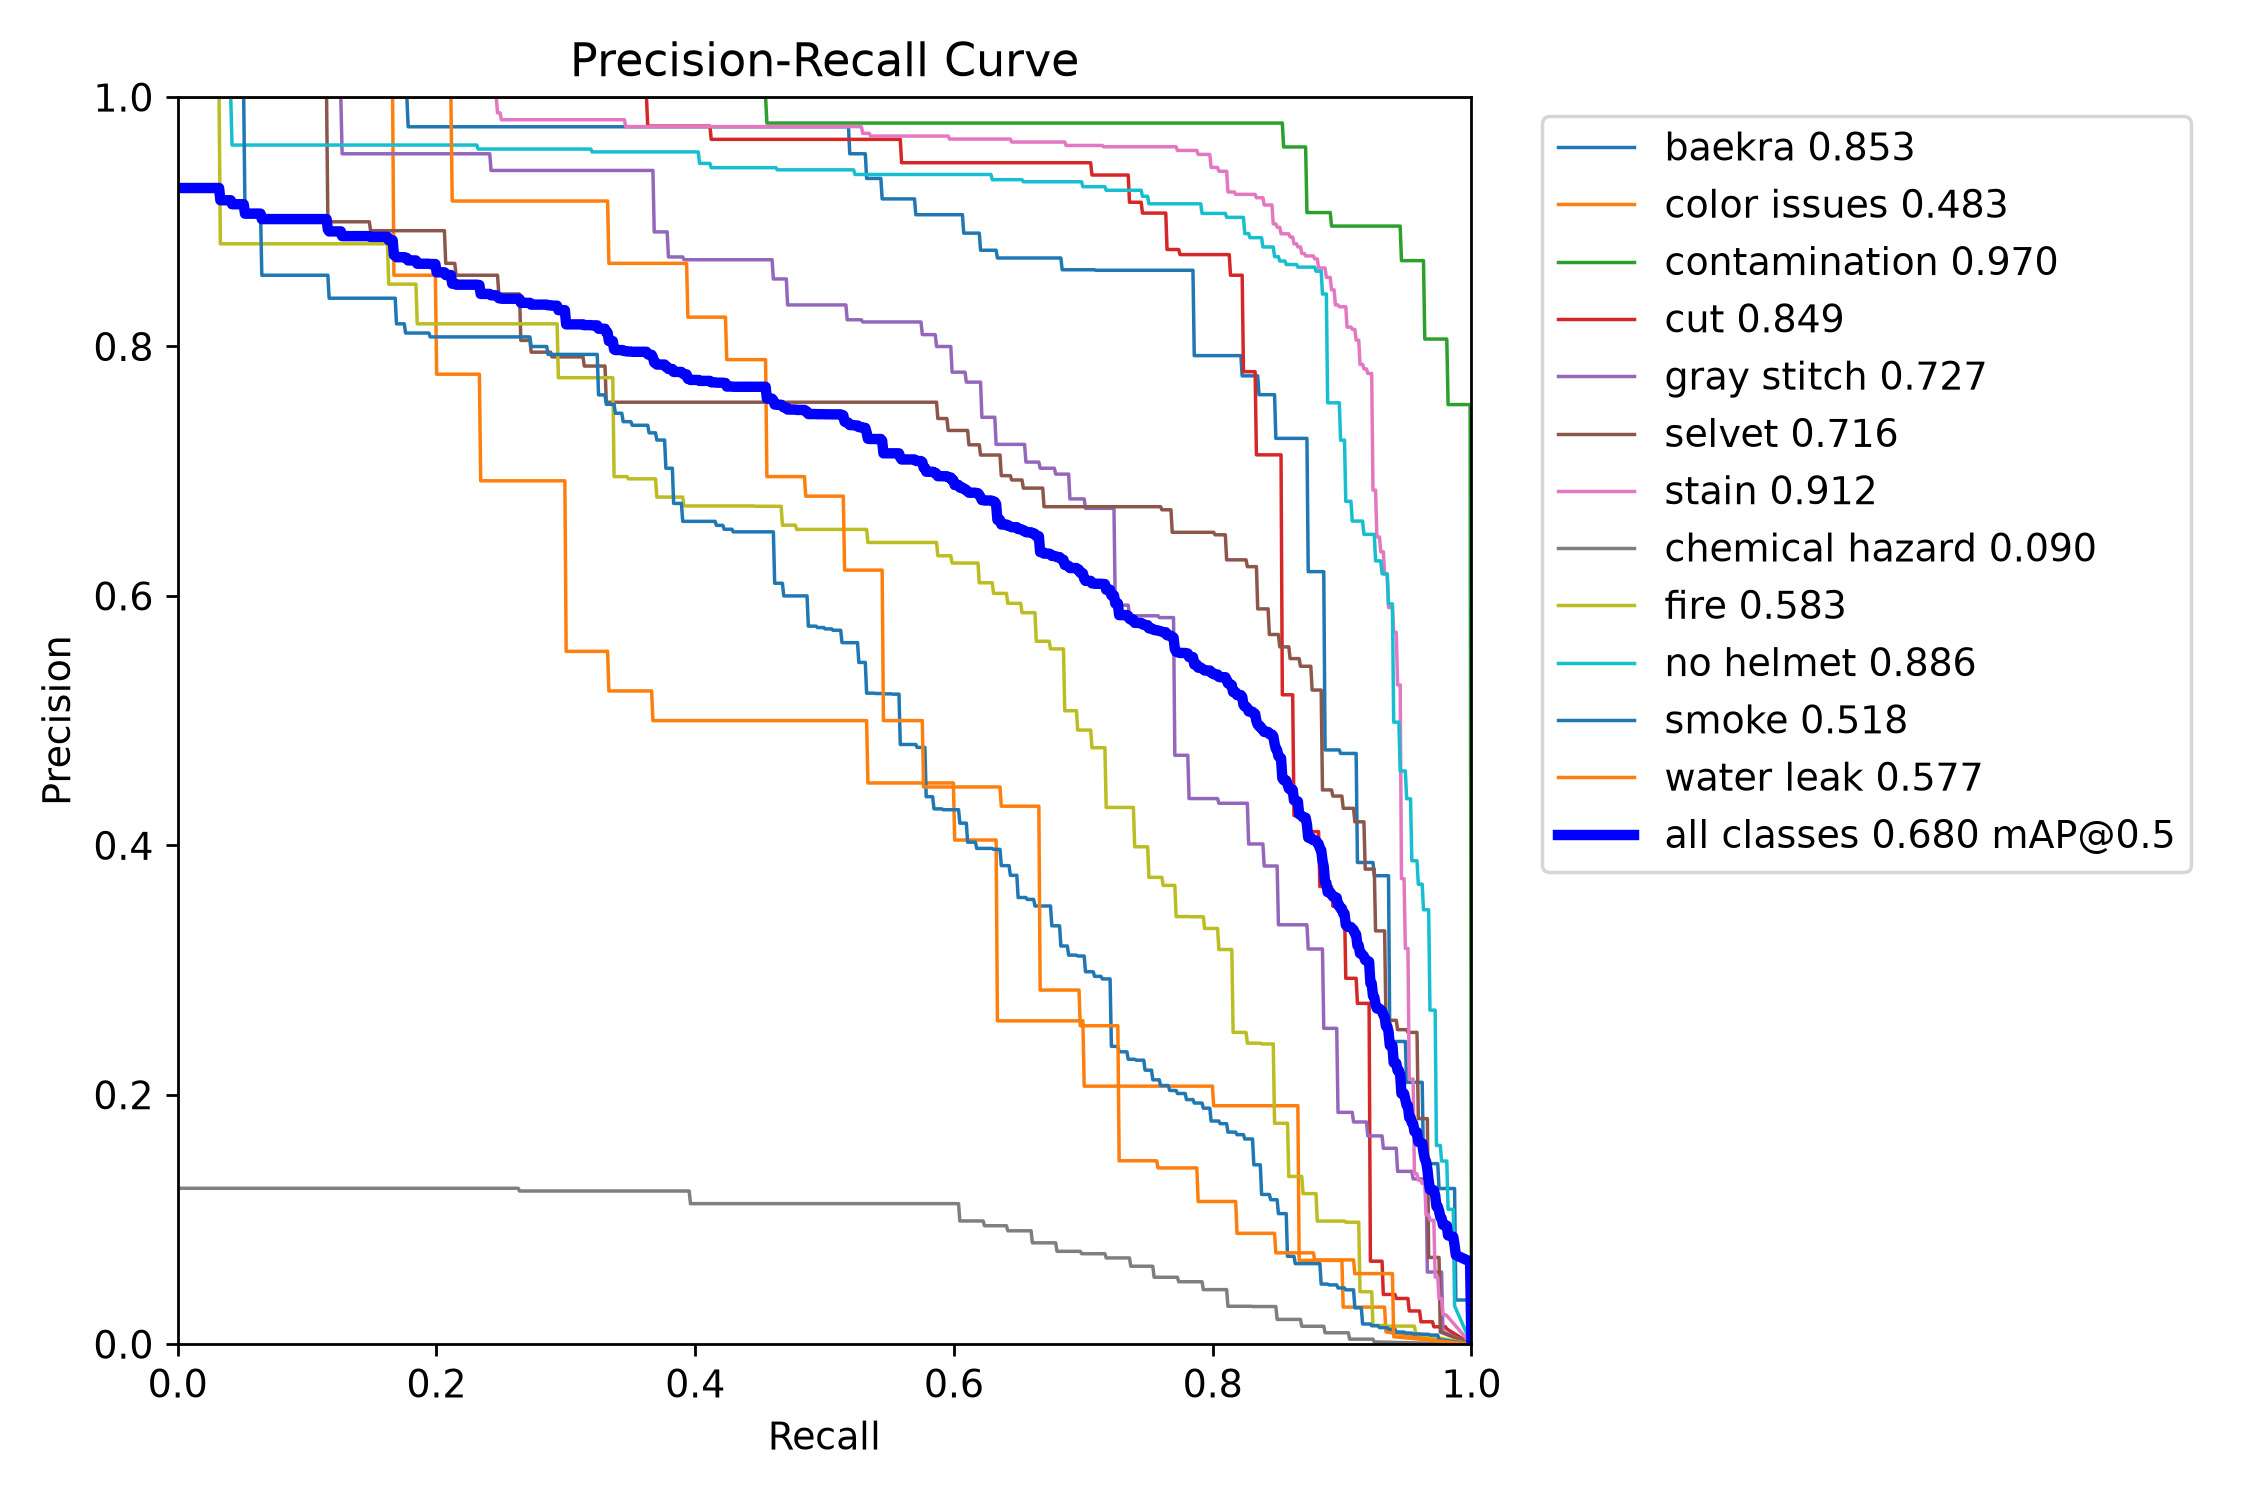 Precision-Recall Curve
1.0
0.8
0.6
0.4
0.2
0.0
Precision
0.0 0.2 0.4 0.6 0.8 1.0
Recall
baekra 0.853
color issues 0.483
contamination 0.970
cut 0.849
gray stitch 0.727
selvet 0.716
stain 0.912
chemical hazard 0.090
fire 0.583
no helmet 0.886
smoke 0.518
water leak 0.577
all classes 0.680 mAP@0.5